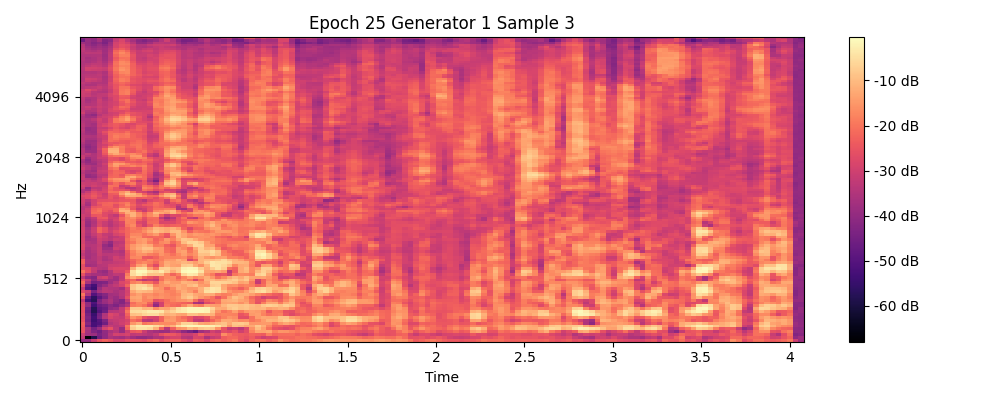 Epoch 25 Generator 1 Sample 3
Hz
4096
2048
1024
512
0
0
0.5
1
1.5
2
2.5
3
3.5
4
Time
-10 dB
-20 dB
-30 dB
-40 dB
-50 dB
-60 dB